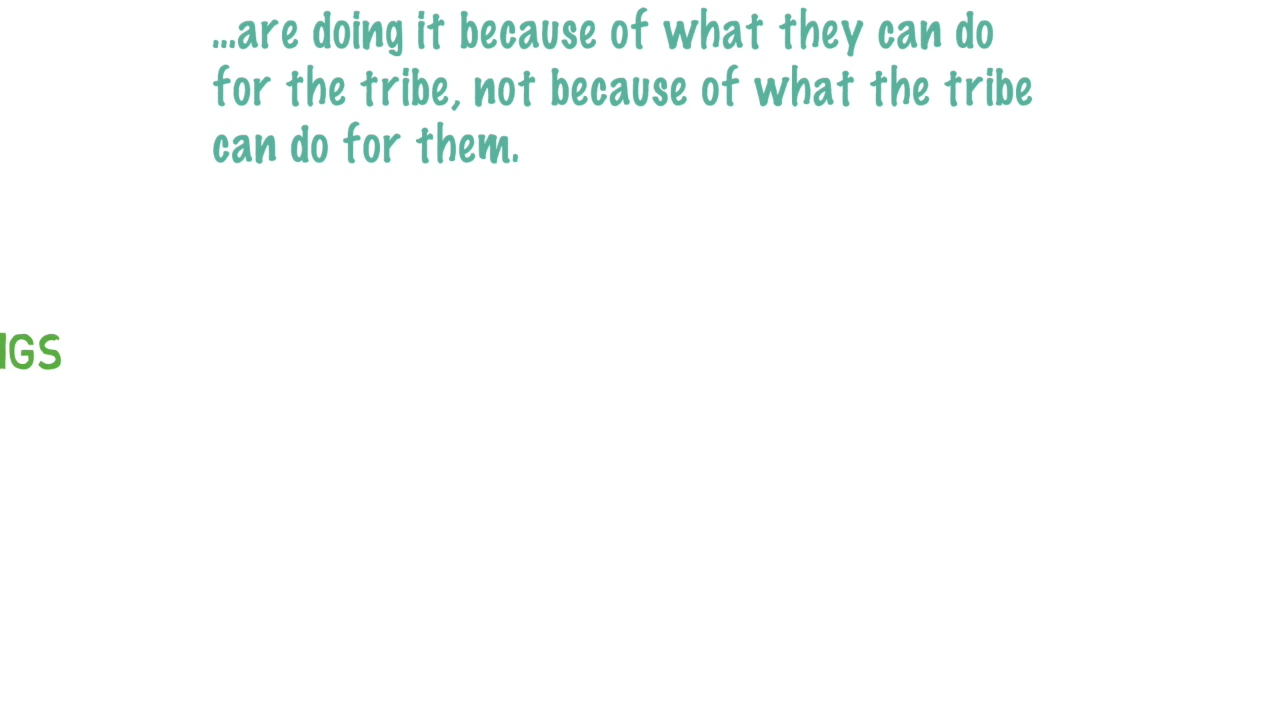 ...are doing it because of what they can do
for the tribe, not because of what the tribe
can do for them.
NGS